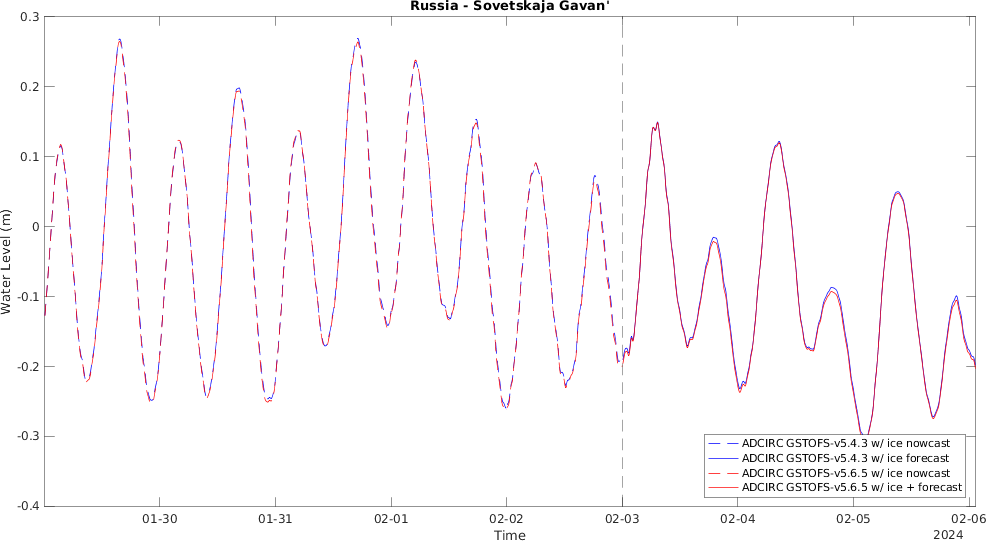 Russia - Sovetskaja Gavan'
0.3
0.2
0.1
0
-0.1
-0.2
-0.3
-0.4
Water Level (m)
ADCIRC GSTOFS-v5.4.3 w/ ice nowcast
ADCIRC GSTOFS-v5.4.3 w/ ice forecast
ADCIRC GSTOFS-v5.6.5 w/ ice nowcast
ADCIRC GSTOFS-v5.6.5 w/ ice + forecast
01-30 01-31 02-01 02-02 02-03 02-04 02-05 02-06
Time
2024